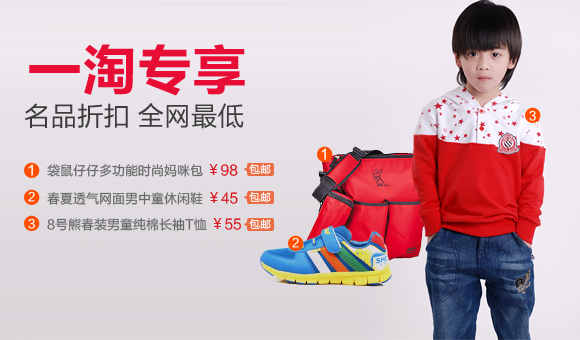 一淘专享
名品折扣 全网最低
1 袋鼠仔仔多功能时尚妈咪包 ¥98 包邮
2 春夏透气网面男中童休闲鞋 ¥45 包邮
3 8号熊春装男童纯棉长袖T恤 ¥55 包邮
1
2
3